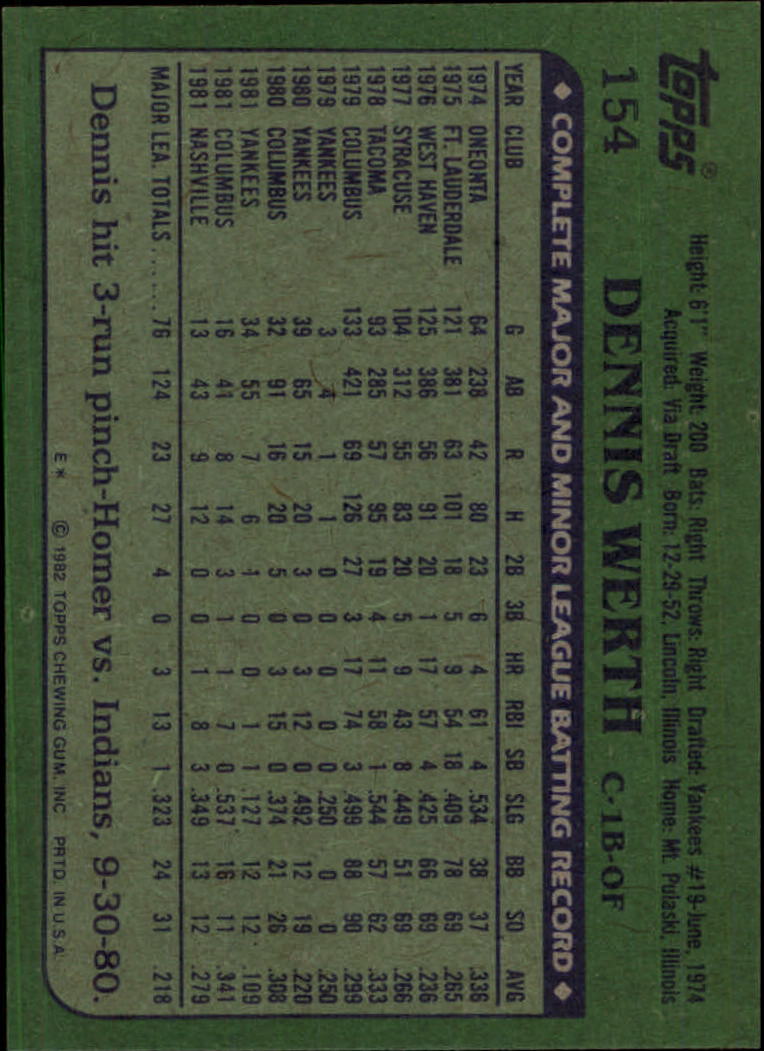 topps®
Height: 6'1" Weight: 200 Bats: Right Throws: Right Drafted: Yankees #19-June, 1974
Acquired: Via Draft Born: 12-29-52, Lincoln, Illinois Home: Mt. Pulaski, Illinois
154 DENNIS WERTH C-1B-OF
◆ COMPLETE MAJOR AND MINOR LEAGUE BATTING RECORD ◆
YEAR CLUB G AB R H 2B 3B HR RBI SB SLG BB SO AVG
1974 ONEONTA 64 238 42 80 23 6 4 61 4 .534 38 37 .336
1975 FT. LAUDERDALE 121 381 63 101 18 5 9 54 18 .409 78 69 .265
1976 WEST HAVEN 125 386 56 91 20 1 17 57 4 .425 66 69 .236
1977 SYRACUSE 104 312 55 83 20 5 9 43 8 .449 51 69 .266
1978 TACOMA 93 285 57 95 19 4 11 58 1 .544 57 62 .333
1979 COLUMBUS 133 421 69 126 27 3 17 74 3 .499 88 90 .299
1979 YANKEES 3 4 1 1 0 0 0 0 0 .250 0 0 .250
1980 YANKEES 39 65 15 20 3 0 3 12 0 .492 12 19 .220
1980 COLUMBUS 32 91 16 20 5 0 3 15 0 .374 21 26 .308
1981 YANKEES 34 55 7 6 1 0 0 1 1 .127 12 12 .109
1981 COLUMBUS 16 41 8 14 3 1 1 7 0 .537 16 11 .341
1981 NASHVILLE 13 43 9 12 0 0 1 8 3 .349 13 12 .279
MAJOR LEA. TOTALS...... 76 124 23 27 4 0 3 13 1 .323 24 31 .218
Dennis hit 3-run pinch-Homer vs. Indians, 9-30-80.
E* © 1982 TOPPS CHEWING GUM, INC PRTD. IN U.S.A.